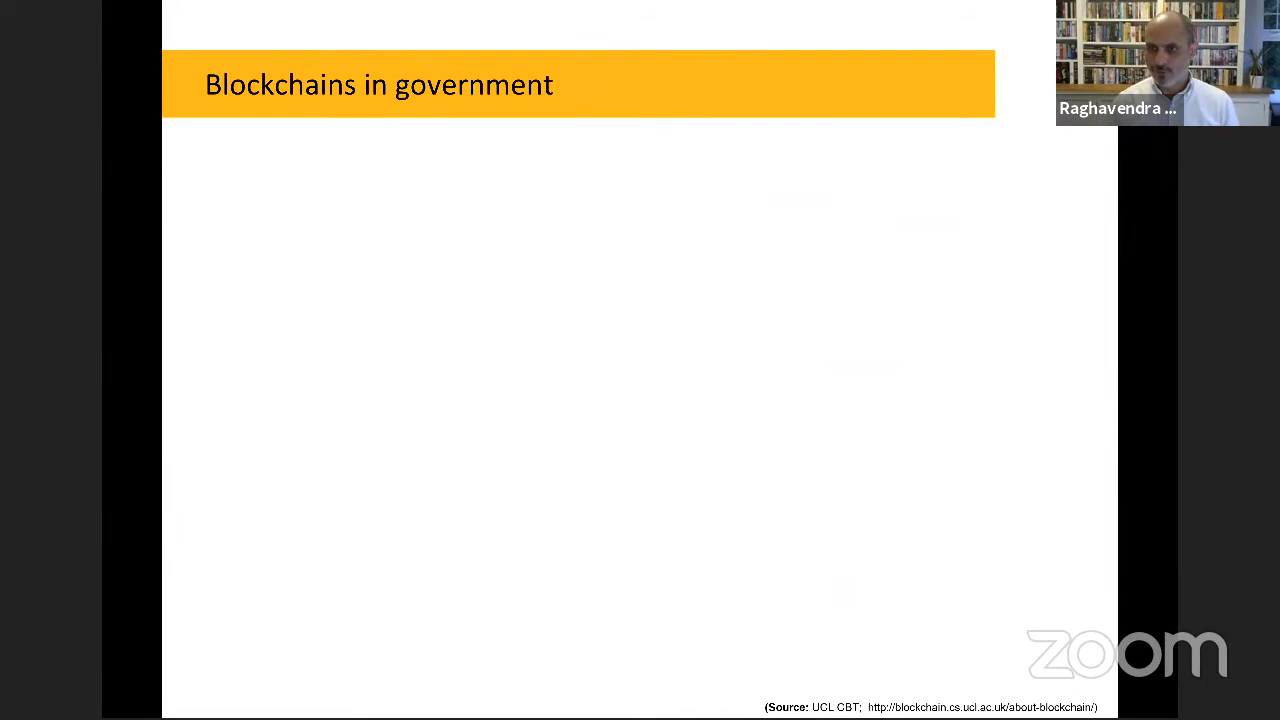 Blockchains in government
Raghavendra ...
zoom
(Source: UCL CBT; http://blockchain.cs.ucl.ac.uk/about-blockchain/)